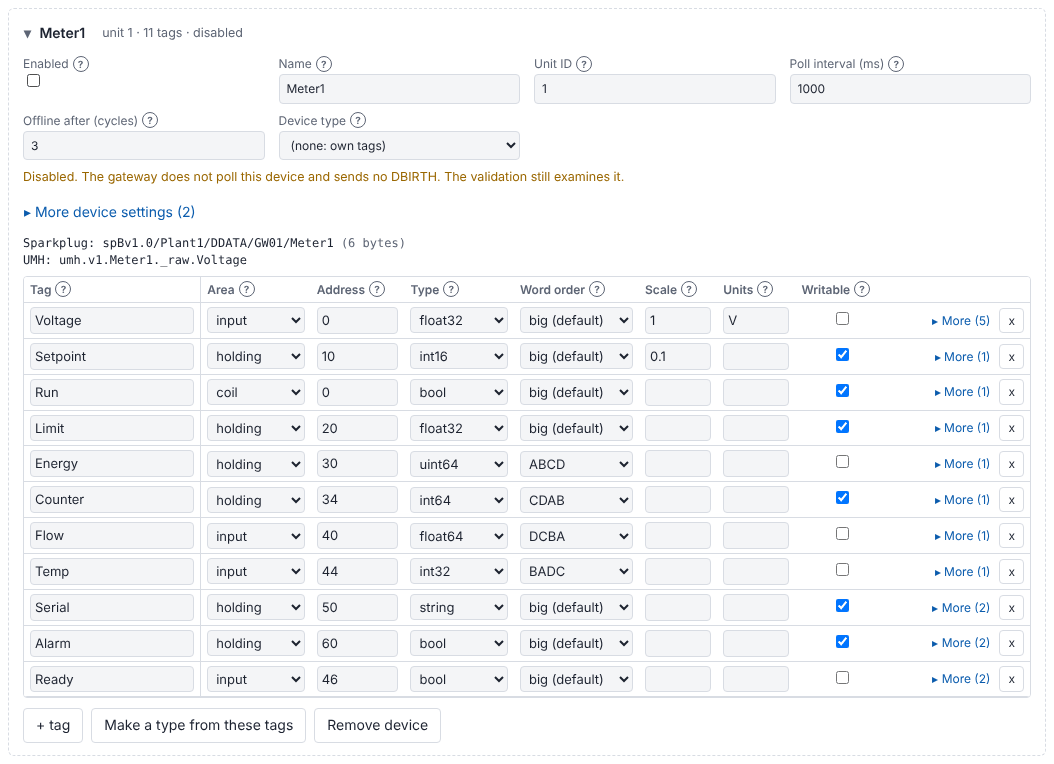 ▾ Meter1 unit 1 · 11 tags · disabled
Enabled ? Name ? Unit ID ? Poll interval (ms) ?
Meter1 1 1000
Offline after (cycles) ? Device type ?
3 (none: own tags)
Disabled. The gateway does not poll this device and sends no DBIRTH. The validation still examines it.
▸ More device settings (2)
Sparkplug: spBv1.0/Plant1/DDATA/GW01/Meter1 (6 bytes)
UMH: umh.v1.Meter1._raw.Voltage
Tag ? Area ? Address ? Type ? Word order ? Scale ? Units ? Writable ?
Voltage input 0 float32 big (default) 1 V ▸ More (5) x
Setpoint holding 10 int16 big (default) 0.1 ▸ More (1) x
Run coil 0 bool big (default) ▸ More (1) x
Limit holding 20 float32 big (default) ▸ More (1) x
Energy holding 30 uint64 ABCD ▸ More (1) x
Counter holding 34 int64 CDAB ▸ More (1) x
Flow input 40 float64 DCBA ▸ More (1) x
Temp input 44 int32 BADC ▸ More (1) x
Serial holding 50 string big (default) ▸ More (2) x
Alarm holding 60 bool big (default) ▸ More (2) x
Ready input 46 bool big (default) ▸ More (2) x
+ tag Make a type from these tags Remove device